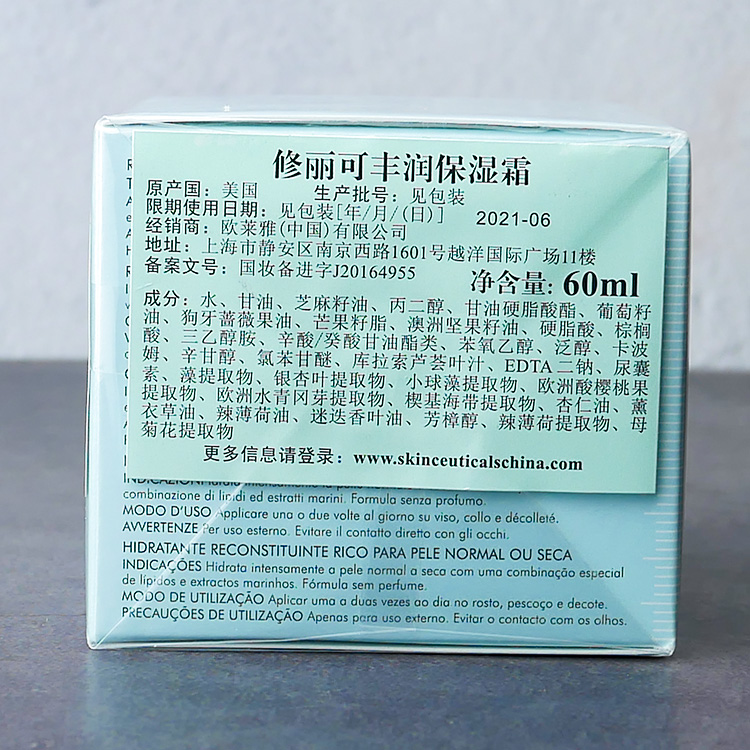 修丽可丰润保湿霜
原产国：美国 生产批号：见包装
限期使用日期：见包装[年/月/(日)] 2021-06
经销商：欧莱雅(中国)有限公司
地址：上海市静安区南京西路1601号越洋国际广场11楼
备案文号：国妆备进字J20164955 净含量：60ml
成分：水、甘油、芝麻籽油、丙二醇、甘油硬脂酸酯、葡萄籽
油、狗牙蔷薇果油、芒果籽脂、澳洲坚果籽油、硬脂酸、棕榈
酸、三乙醇胺、辛酸/癸酸甘油酯类、苯氧乙醇、泛醇、卡波
姆、辛甘醇、氯苯甘醚、库拉索芦荟叶汁、EDTA二钠、尿囊
素、藻提取物、银杏叶提取物、小球藻提取物、欧洲酸樱桃果
提取物、欧洲水青冈芽提取物、楔基海带提取物、杏仁油、薰
衣草油、辣薄荷油、迷迭香叶油、芳樟醇、辣薄荷提取物、母
菊花提取物
更多信息请登录：www.skinceuticalschina.com
INDICAZIONI
combinazione di lipidi ed estratti marini. Formula senza profumo.
MODO D'USO Applicare una o due volte al giorno su viso, collo e décolleté.
AVVERTENZE Per uso esterno. Evitare il contatto diretto con gli occhi.
HIDRATANTE RECONSTITUINTE RICO PARA PELE NORMAL OU SECA
INDICAÇÕES Hidrata intensamente a pele normal a seca com uma combinação especial
de lípidos e extractos marinhos. Fórmula sem perfume.
MODO DE UTILIZAÇÃO Aplicar uma a duas vezes ao dia no rosto, pescoço e decote.
PRECAUÇÕES DE UTILIZAÇÃO Apenas para uso externo. Evitar o contacto com os olhos.